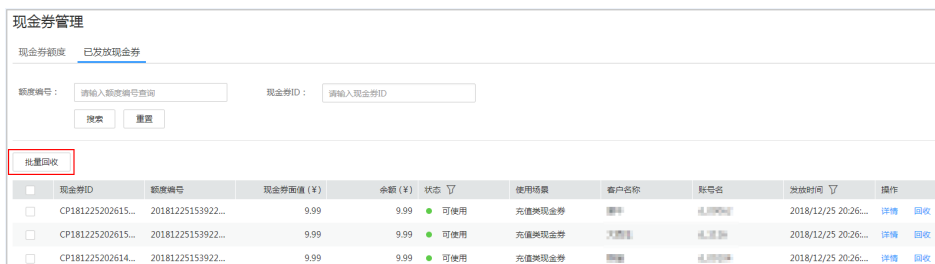 现金券管理
现金券额度 已发放现金券
额度编号： 请输入额度编号查询 现金券ID： 请输入现金券ID
搜索 重置
批量回收
现金券ID 额度编号 现金券面值 (¥) 余额 (¥) 状态 使用场景 客户名称 账号名 发放时间 操作
CP181225202615... 20181225153922... 9.99 9.99 可使用 充值类现金券 2018/12/25 20:26:... 详情 回收
CP181225202615... 20181225153922... 9.99 9.99 可使用 充值类现金券 2018/12/25 20:26:... 详情 回收
CP181225202614... 20181225153922... 9.99 9.99 可使用 充值类现金券 2018/12/25 20:26:... 详情 回收